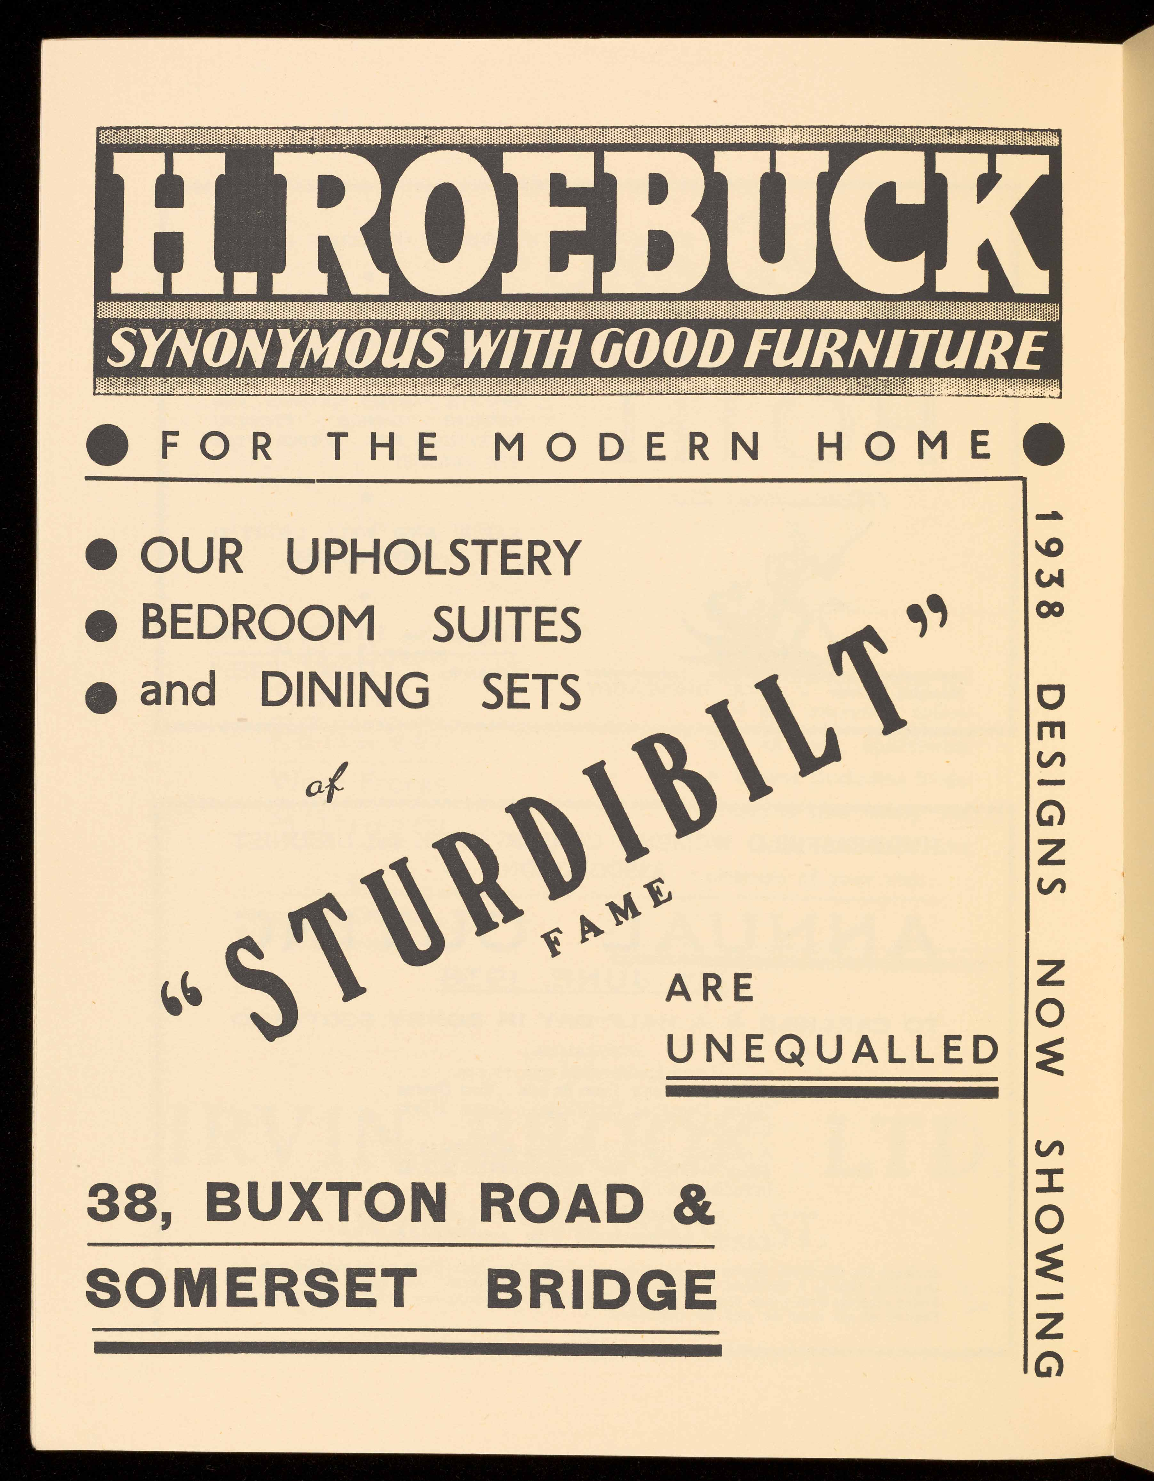 H. ROEBUCK
SYNONYMOUS WITH GOOD FURNITURE
● FOR THE MODERN HOME ●
● OUR UPHOLSTERY
● BEDROOM SUITES
● and DINING SETS
of
“STURDIBILT”
FAME
ARE
UNEQUALLED
1938 DESIGNS NOW SHOWING
38, BUXTON ROAD &
SOMERSET BRIDGE